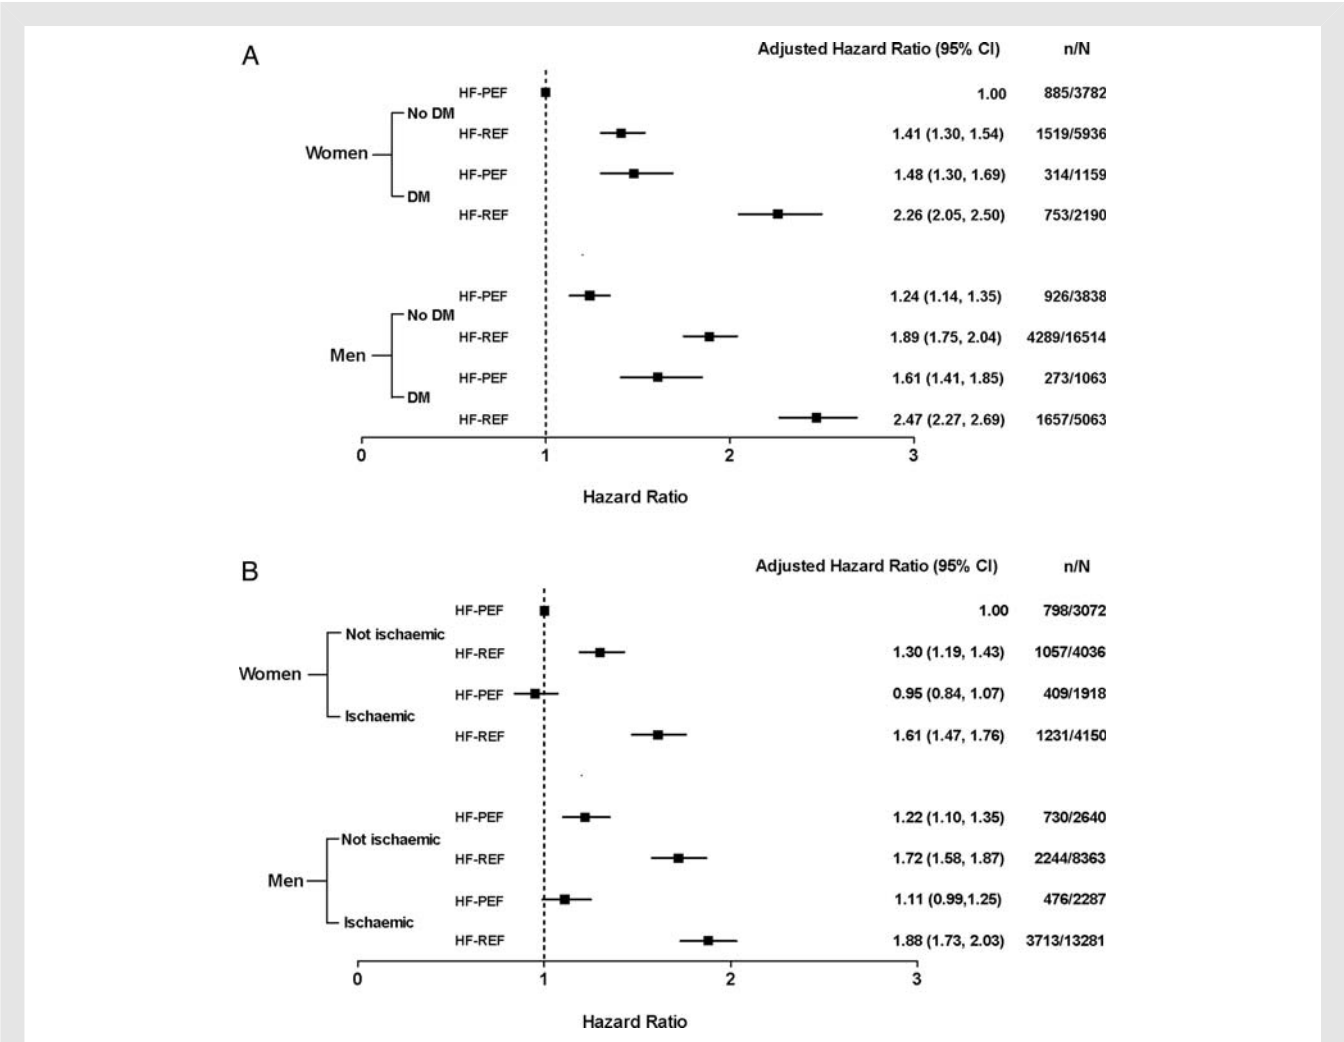 A
Adjusted Hazard Ratio (95% CI) n/N
HF-PEF 1.00 885/3782
No DM
HF-REF 1.41 (1.30, 1.54) 1519/5936
Women
HF-PEF 1.48 (1.30, 1.69) 314/1159
DM
HF-REF 2.26 (2.05, 2.50) 753/2190
HF-PEF 1.24 (1.14, 1.35) 926/3838
No DM
HF-REF 1.89 (1.75, 2.04) 4289/16514
Men
HF-PEF 1.61 (1.41, 1.85) 273/1063
DM
HF-REF 2.47 (2.27, 2.69) 1657/5063
0 1 2 3
Hazard Ratio
B
Adjusted Hazard Ratio (95% CI) n/N
HF-PEF 1.00 798/3072
Not ischaemic
HF-REF 1.30 (1.19, 1.43) 1057/4036
Women
HF-PEF 0.95 (0.84, 1.07) 409/1918
Ischaemic
HF-REF 1.61 (1.47, 1.76) 1231/4150
HF-PEF 1.22 (1.10, 1.35) 730/2640
Not ischaemic
HF-REF 1.72 (1.58, 1.87) 2244/8363
Men
HF-PEF 1.11 (0.99,1.25) 476/2287
Ischaemic
HF-REF 1.88 (1.73, 2.03) 3713/13281
0 1 2 3
Hazard Ratio